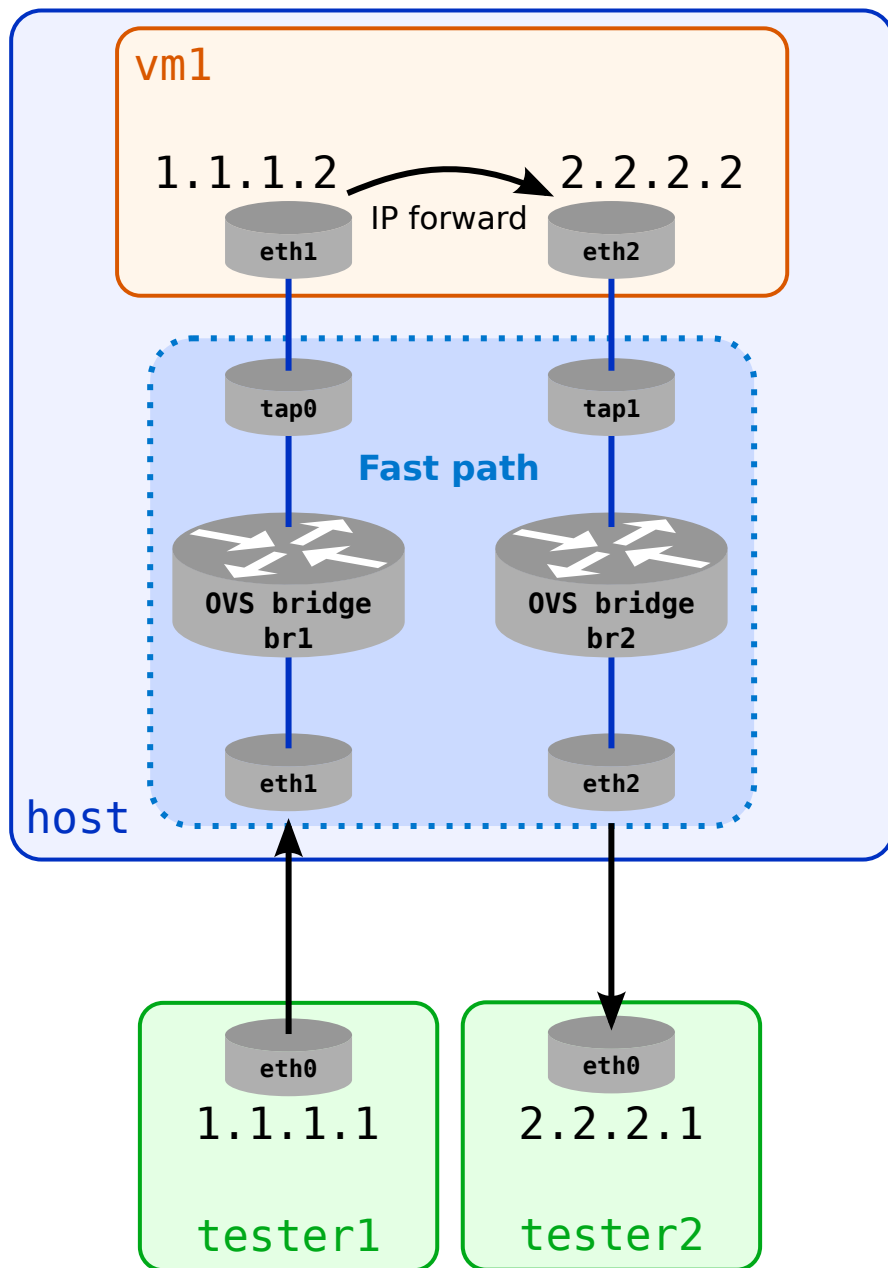 vm1
1.1.1.2
2.2.2.2
IP forward
eth1
eth2
tap0
tap1
Fast path
OVS bridge
br1
OVS bridge
br2
eth1
eth2
host
eth0
eth0
1.1.1.1
2.2.2.1
tester1
tester2